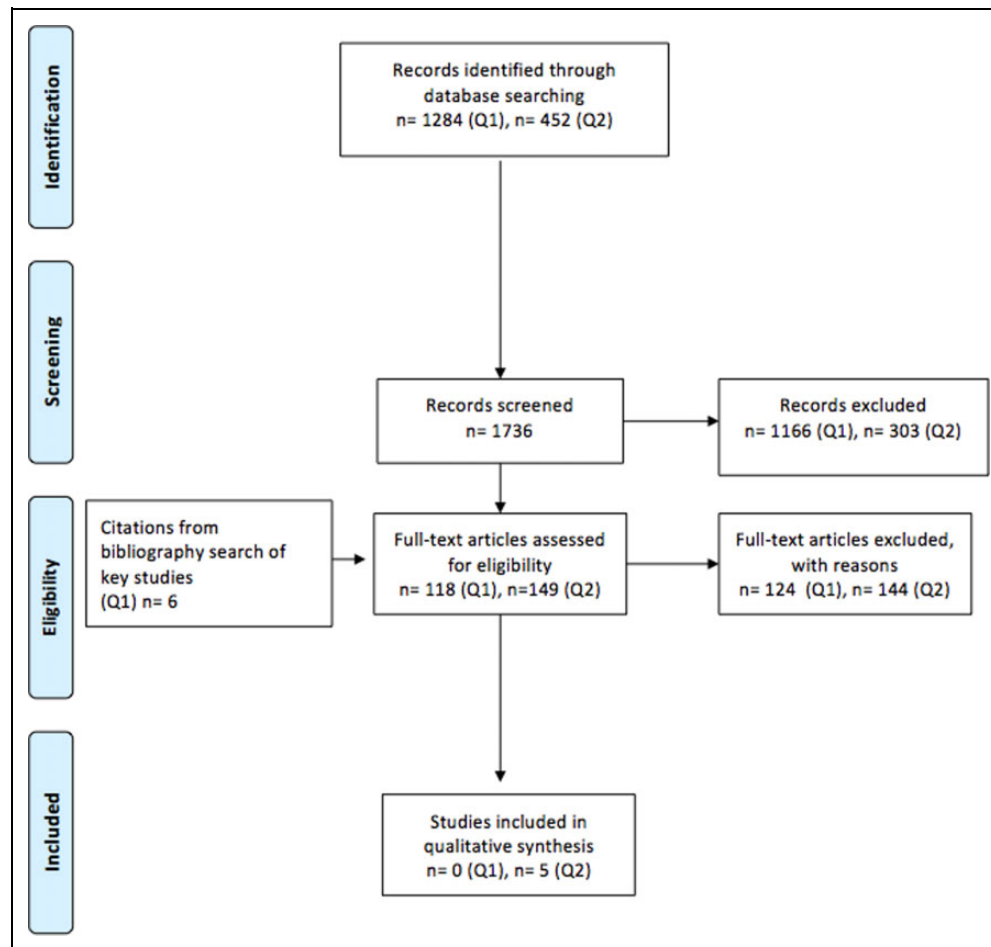 Identification
Records identified through
database searching
n= 1284 (Q1), n= 452 (Q2)
Screening
Records screened
n= 1736
Records excluded
n= 1166 (Q1), n= 303 (Q2)
Eligibility
Citations from
bibliography search of
key studies
(Q1) n= 6
Full-text articles assessed
for eligibility
n= 118 (Q1), n=149 (Q2)
Full-text articles excluded,
with reasons
n= 124 (Q1), n= 144 (Q2)
Included
Studies included in
qualitative synthesis
n= 0 (Q1), n= 5 (Q2)